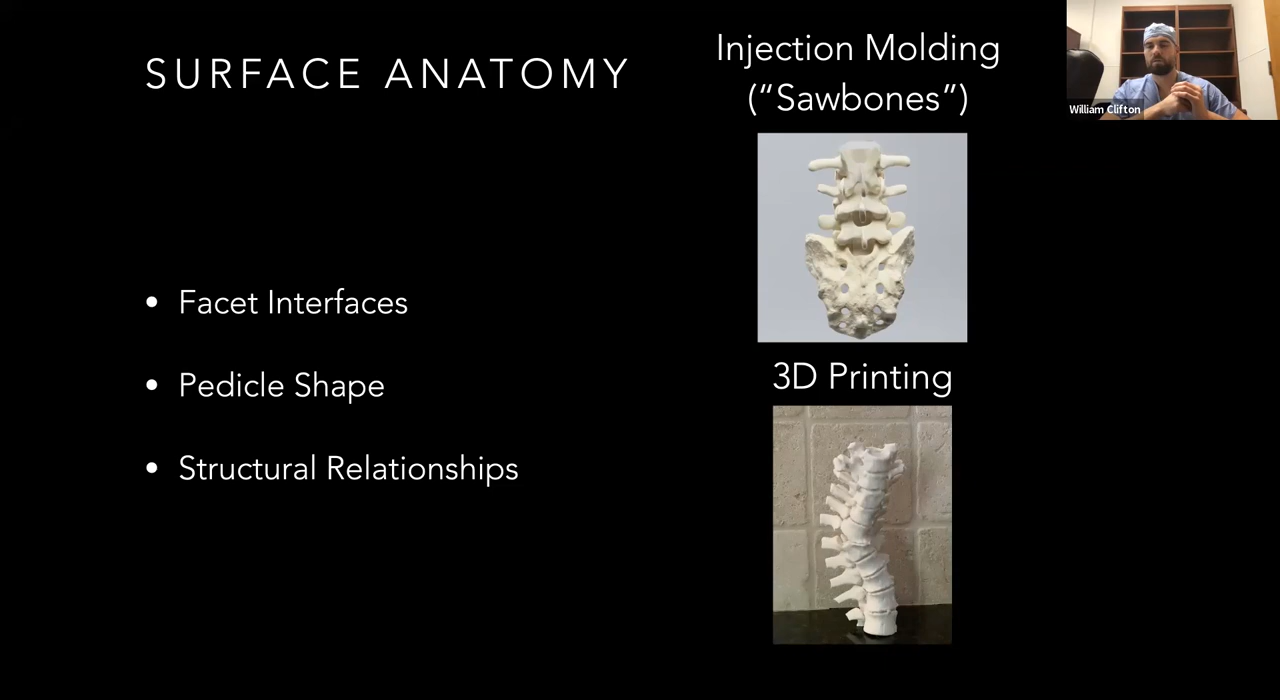 SURFACE ANATOMY
Injection Molding
(“Sawbones”)
William Clifton
• Facet Interfaces
• Pedicle Shape
• Structural Relationships
3D Printing